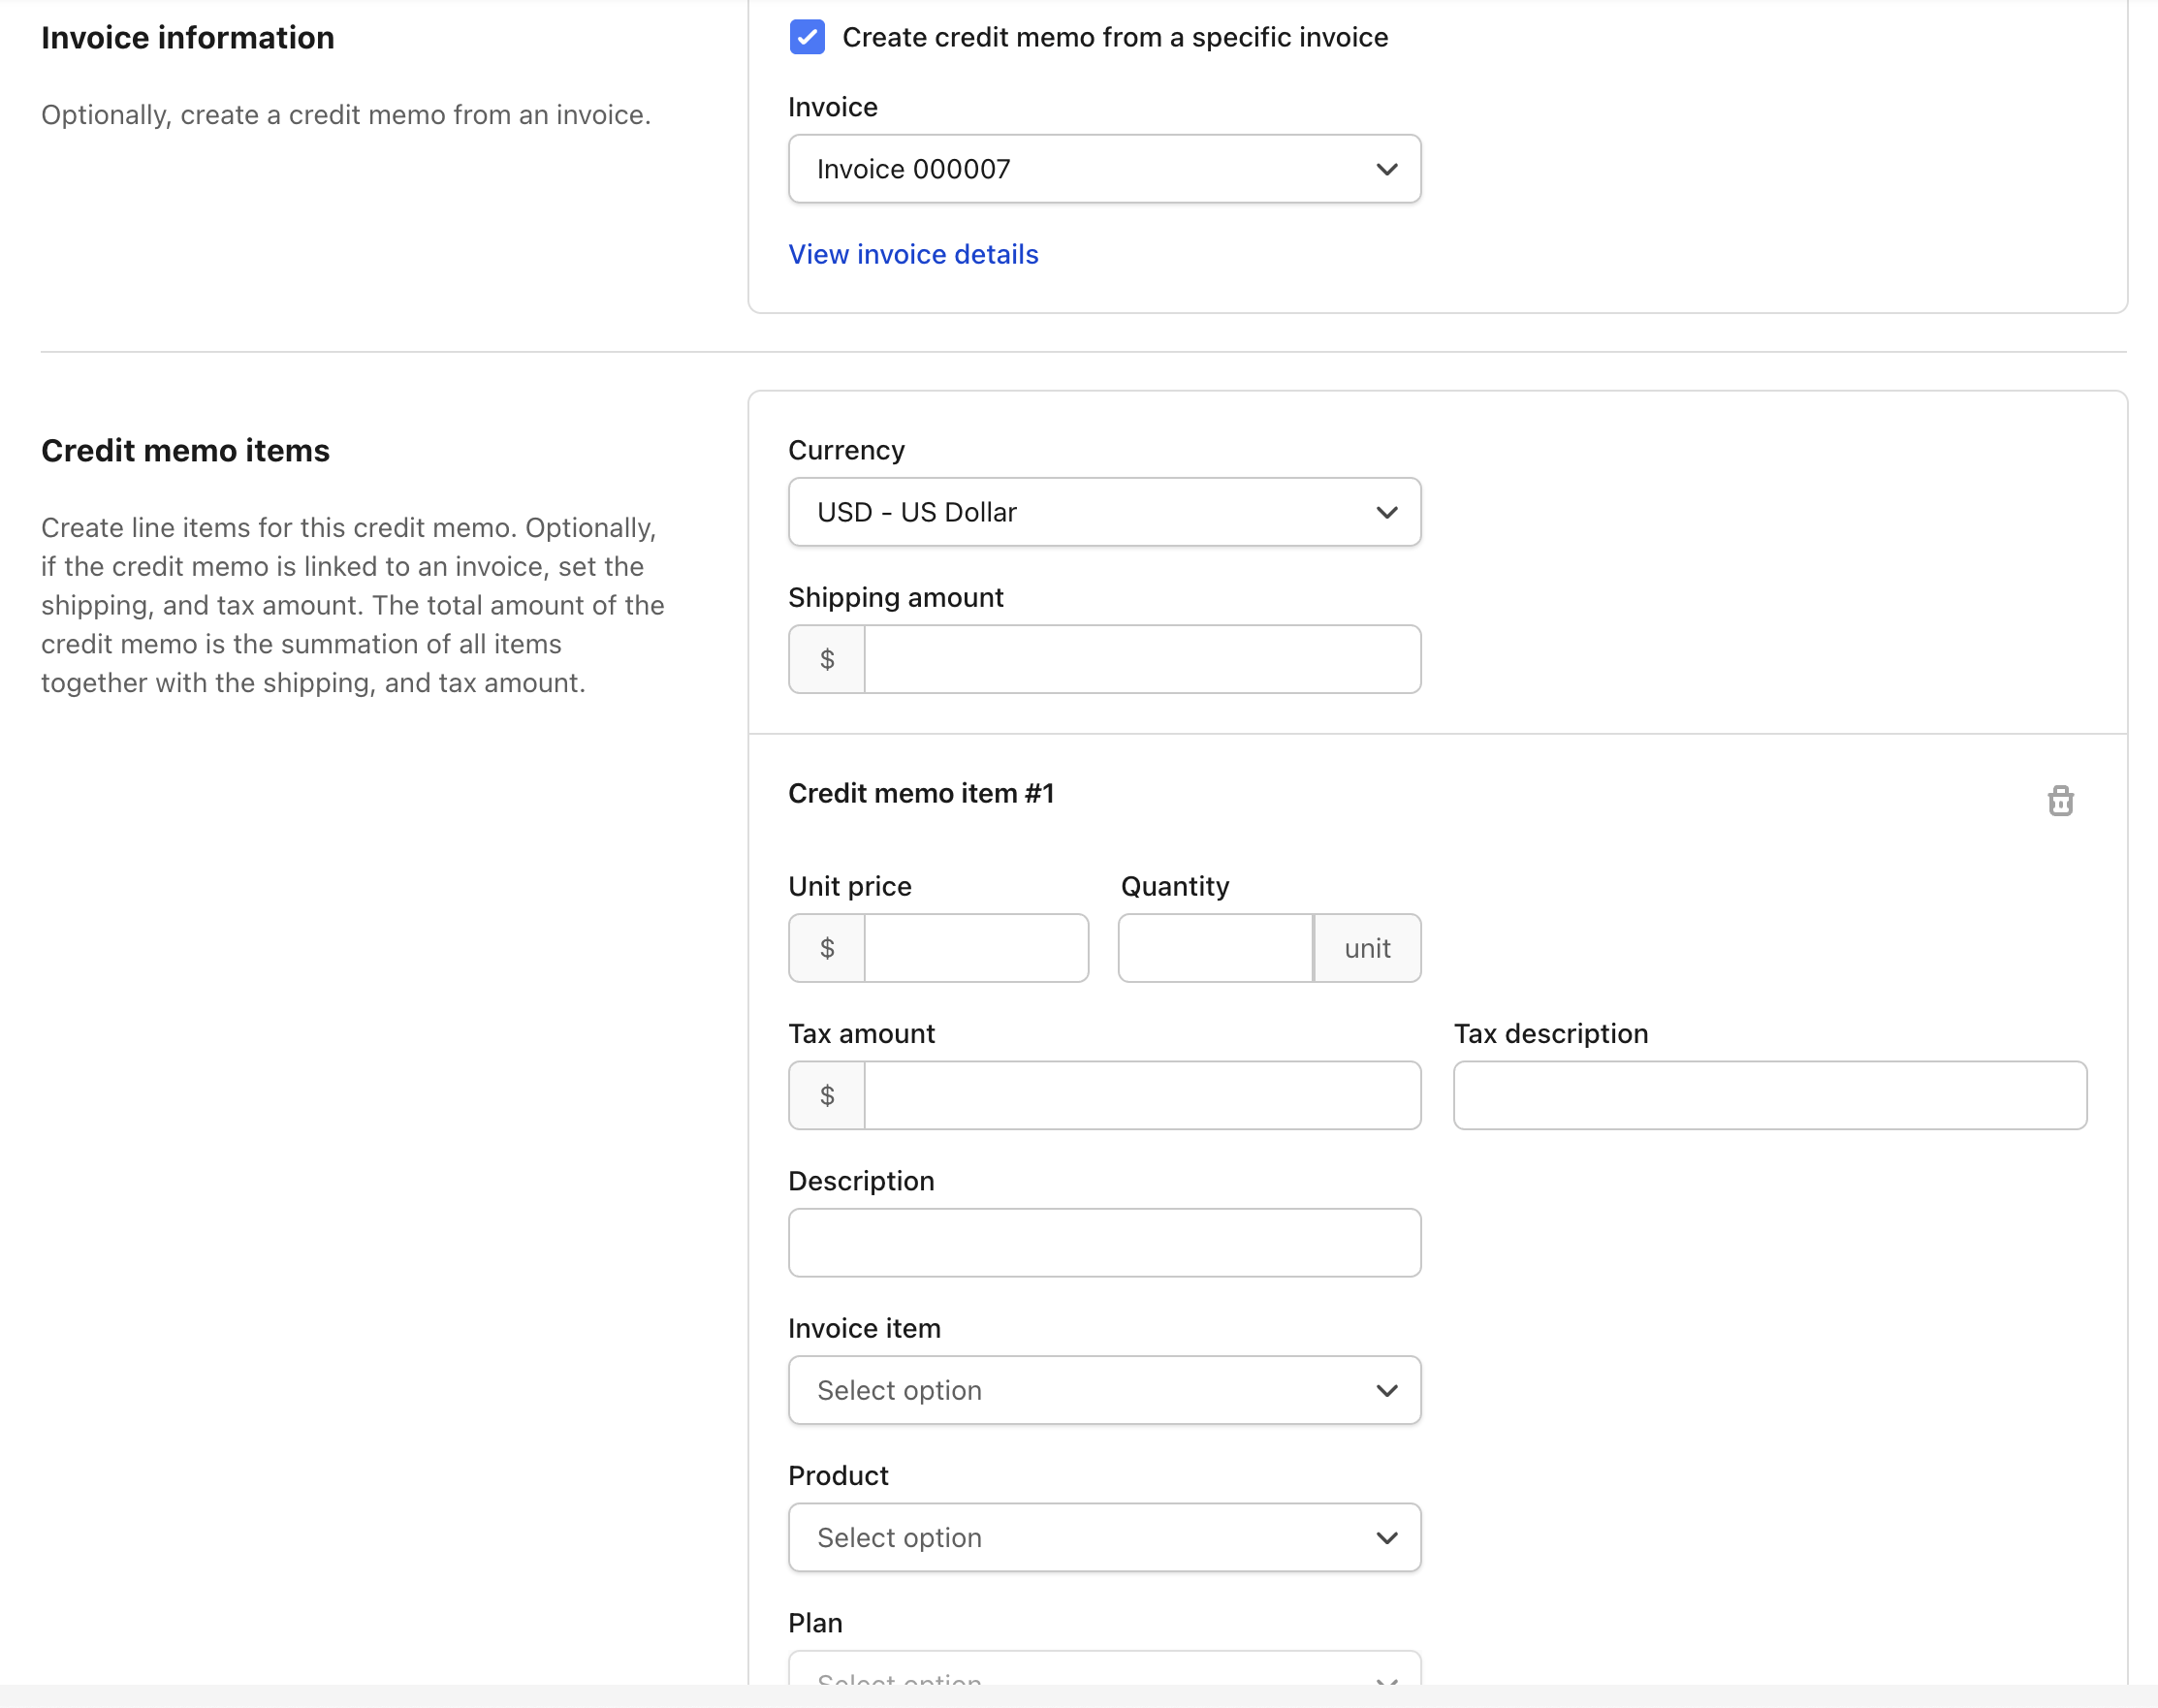 Invoice information
Optionally, create a credit memo from an invoice.
Create credit memo from a specific invoice
Invoice
Invoice 000007
View invoice details
Credit memo items
Create line items for this credit memo. Optionally,
if the credit memo is linked to an invoice, set the
shipping, and tax amount. The total amount of the
credit memo is the summation of all items
together with the shipping, and tax amount.
Currency
USD - US Dollar
Shipping amount
$
Credit memo item #1
Unit price
Quantity
$
unit
Tax amount
Tax description
$
Description
Invoice item
Select option
Product
Select option
Plan
Select option